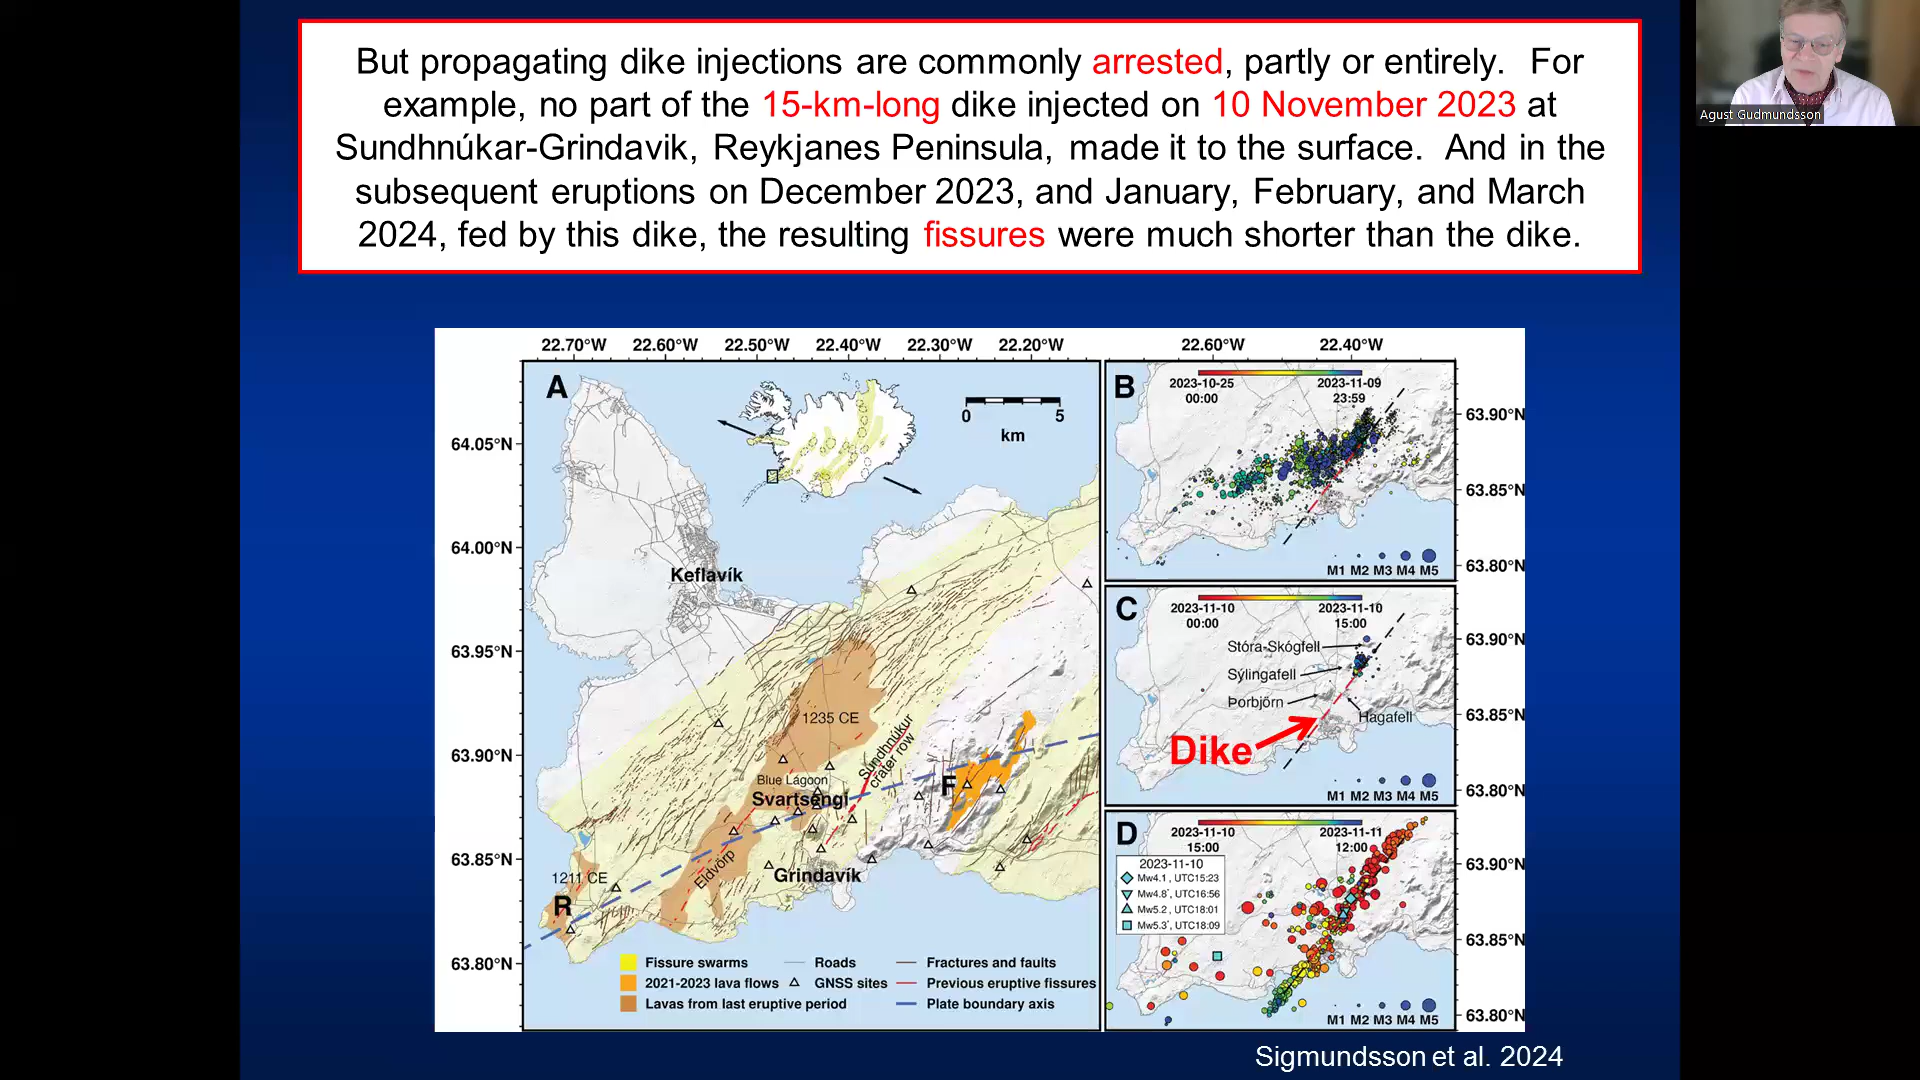 But propagating dike injections are commonly arrested, partly or entirely. For
example, no part of the 15-km-long dike injected on 10 November 2023 at
Sundhnúkar-Grindavik, Reykjanes Peninsula, made it to the surface. And in the
subsequent eruptions on December 2023, and January, February, and March
2024, fed by this dike, the resulting fissures were much shorter than the dike.
Agust Gudmundsson
22.70°W 22.60°W 22.50°W 22.40°W 22.30°W 22.20°W
A
0 5
km
64.05°N
64.00°N
63.95°N
63.90°N
63.85°N
63.80°N
Keflavík
1235 CE
Sundhnúkur
crater row
Blue Lagoon
Svartsengi
F
Eldvörp
Grindavík
1211 CE
R
Fissure swarms
2021-2023 lava flows
Lavas from last eruptive period
Roads
GNSS sites
Fractures and faults
Previous eruptive fissures
Plate boundary axis
22.60°W 22.40°W
B
2023-10-25 2023-11-09
00:00 23:59
63.90°N
63.85°N
63.80°N
M1 M2 M3 M4 M5
C
2023-11-10 2023-11-10
00:00 15:00
Stóra-Skógfell
Sýlingafell
Þorbjörn
Hagafell
Dike
63.90°N
63.85°N
63.80°N
M1 M2 M3 M4 M5
D
2023-11-10 2023-11-11
15:00 12:00
2023-11-10
Mw4.1, UTC15:23
Mw4.8*, UTC16:56
Mw5.2, UTC18:01
Mw5.3*, UTC18:09
63.90°N
63.85°N
63.80°N
M1 M2 M3 M4 M5
Sigmundsson et al. 2024